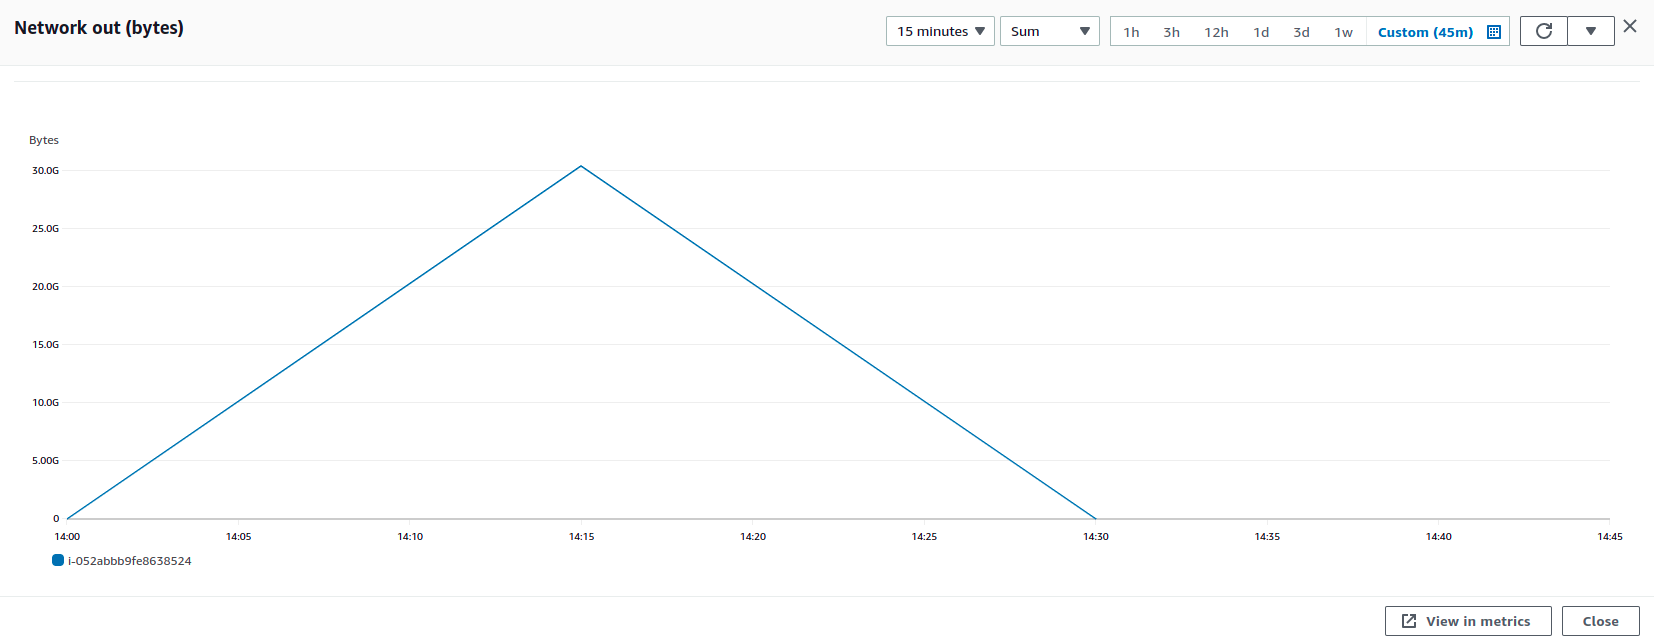 Network out (bytes)
15 minutes
Sum
1h 3h 12h 1d 3d 1w Custom (45m)
Bytes
30.0G
25.0G
20.0G
15.0G
10.0G
5.00G
0
14:00 14:05 14:10 14:15 14:20 14:25 14:30 14:35 14:40 14:45
i-052abbb9fe8638524
View in metrics
Close